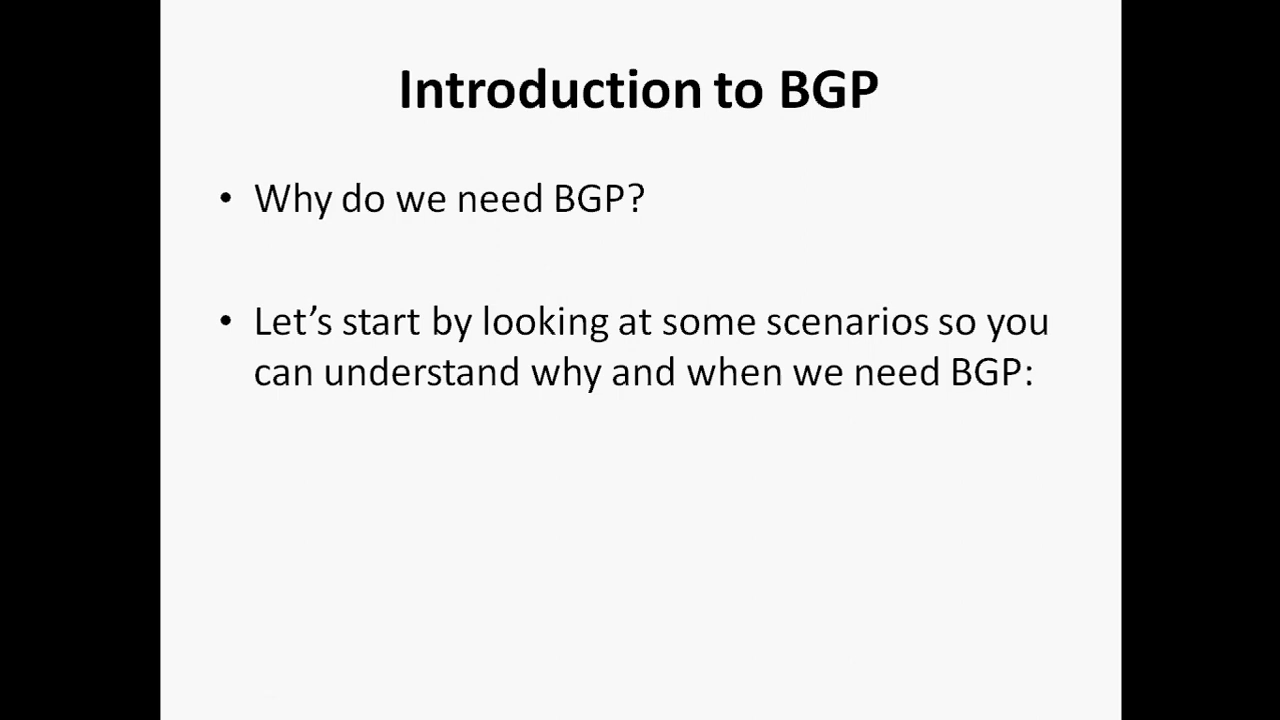 Introduction to BGP
• Why do we need BGP?
• Let’s start by looking at some scenarios so you
can understand why and when we need BGP: